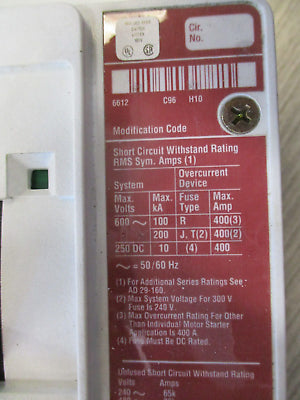 UL
Cir.
No.
6612 C96 H10
Modification Code
Short Circuit Withstand Rating
RMS Sym. Amps (1)
System
Overcurrent
Device
Max. Max. Fuse Max.
Volts kA Type Amp
600 ~ 100 R 400(3)
200 J. T(2) 400(2)
250 DC 10 (4) 400
~ = 50/60 Hz
(1) For Additional Series Ratings See
AD 29-160.
(2) Max System Voltage For 300 V
Fuse is 240 V.
(3) Max Overcurrent Rating For Other
Than Individual Motor Starter
Application is 400 A.
(4) Fuse Must Be DC Rated.
Unfused Short Circuit Withstand Rating
Volts Amps
240 ~ 65k